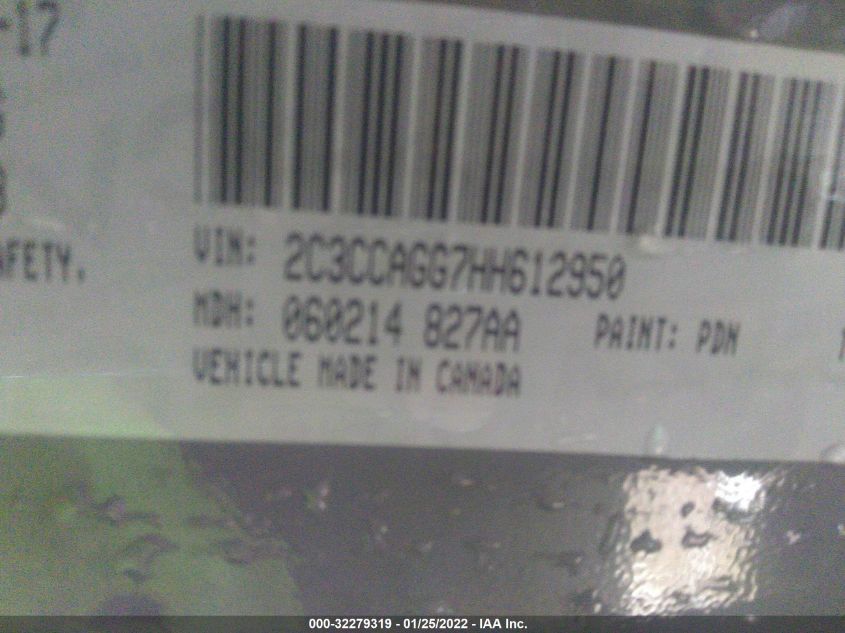 -17
AFETY.
VIN: 2C3CCAGG7HH612950
MDH: 060214 827AA PAINT: PDN
VEHICLE MADE IN CANADA
000-32279319 - 01/25/2022 - IAA Inc.